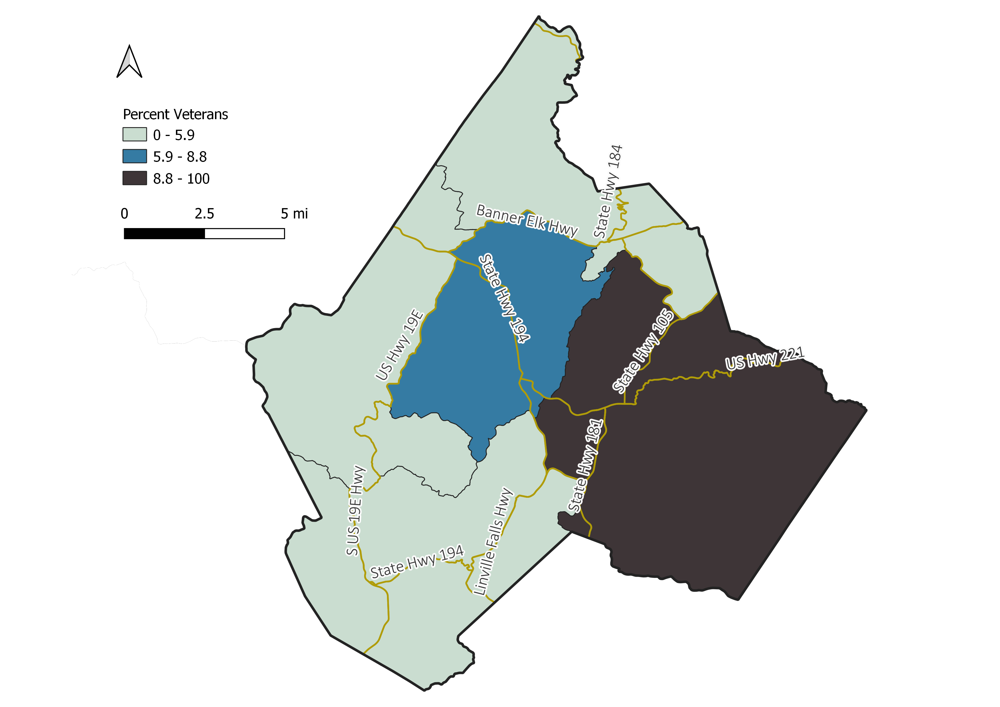 Percent Veterans
0 - 5.9
5.9 - 8.8
8.8 - 100
0 2.5 5 mi
State Hwy 184
Banner Elk Hwy
State Hwy 194
US Hwy 19E
State Hwy 105
US Hwy 221
State Hwy 181
S US 19E Hwy
Linville Falls Hwy
State Hwy 194